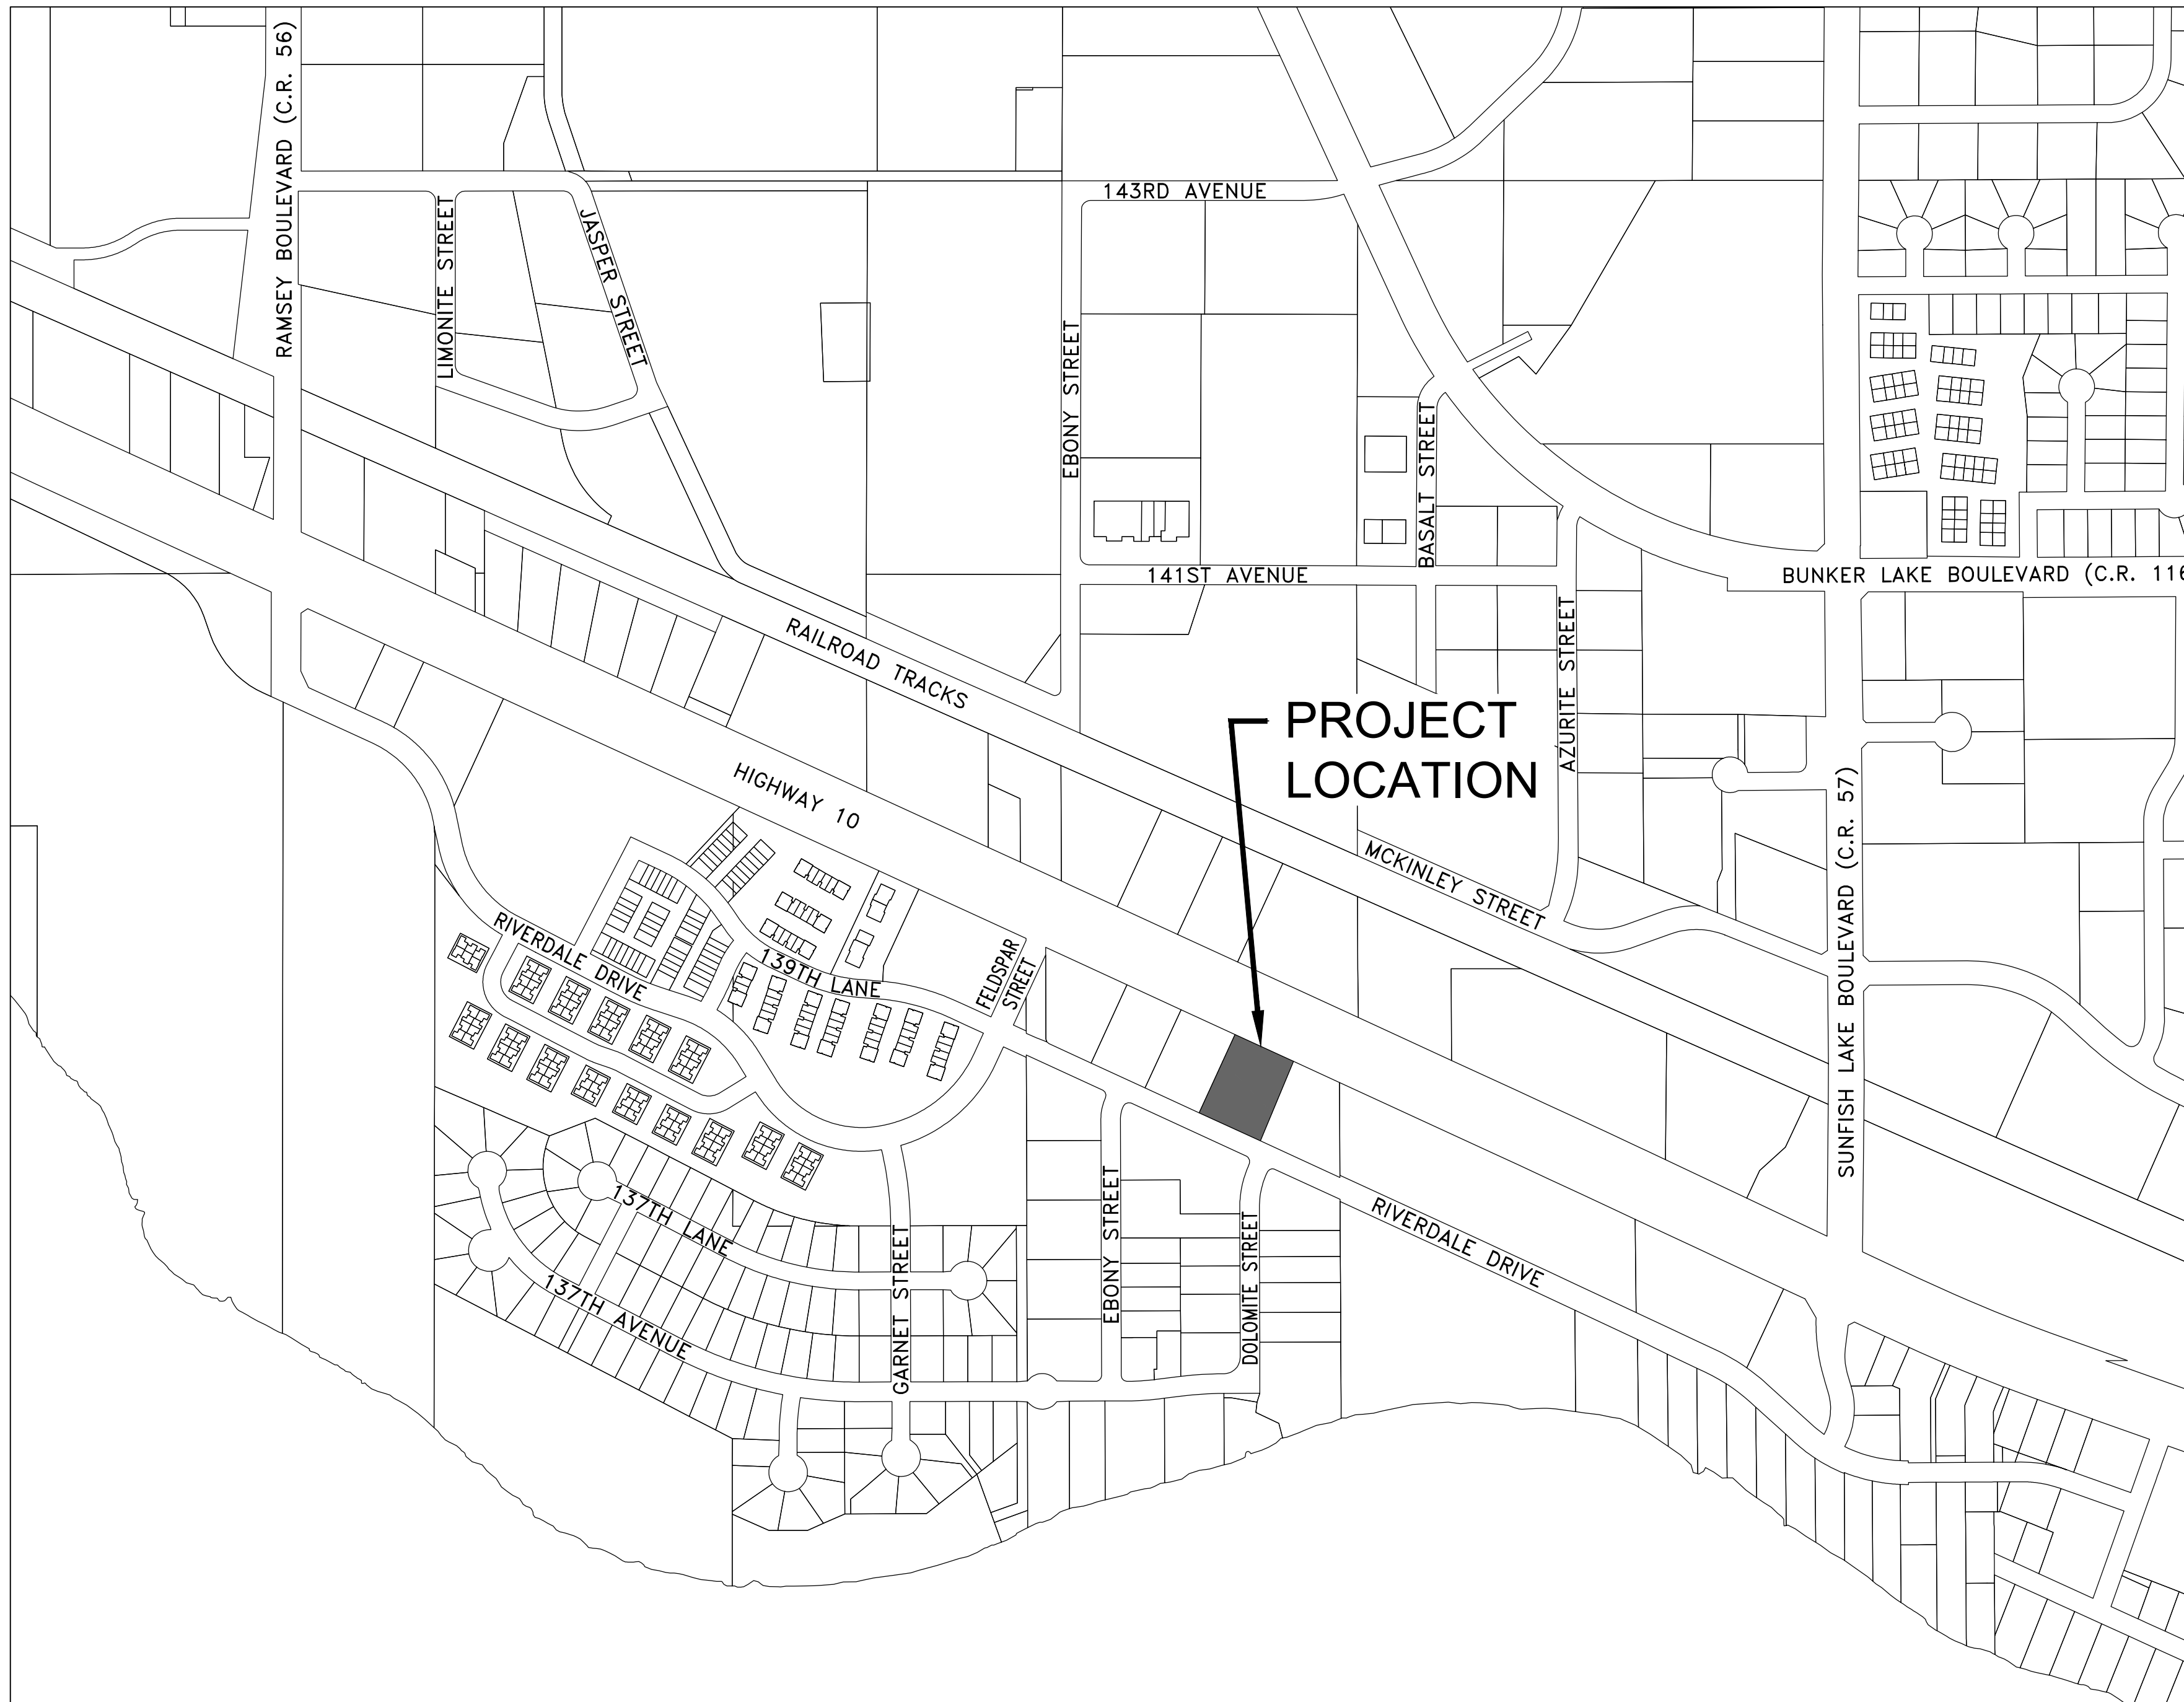 RAMSEY BOULEVARD (C.R. 56)
143RD AVENUE
LIMONITE STREET
JASPER STREET
EBONY STREET
BASALT STREET
141ST AVENUE
BUNKER LAKE BOULEVARD (C.R. 116
RAILROAD TRACKS
AZURITE STREET
PROJECT
LOCATION
HIGHWAY 10
SUNFISH LAKE BOULEVARD (C.R. 57)
MCKINLEY STREET
RIVERDALE DRIVE
139TH LANE
FELDSPAR
STREET
137TH LANE
EBONY STREET
DOLOMITE STREET
RIVERDALE DRIVE
GARNET STREET
137TH AVENUE